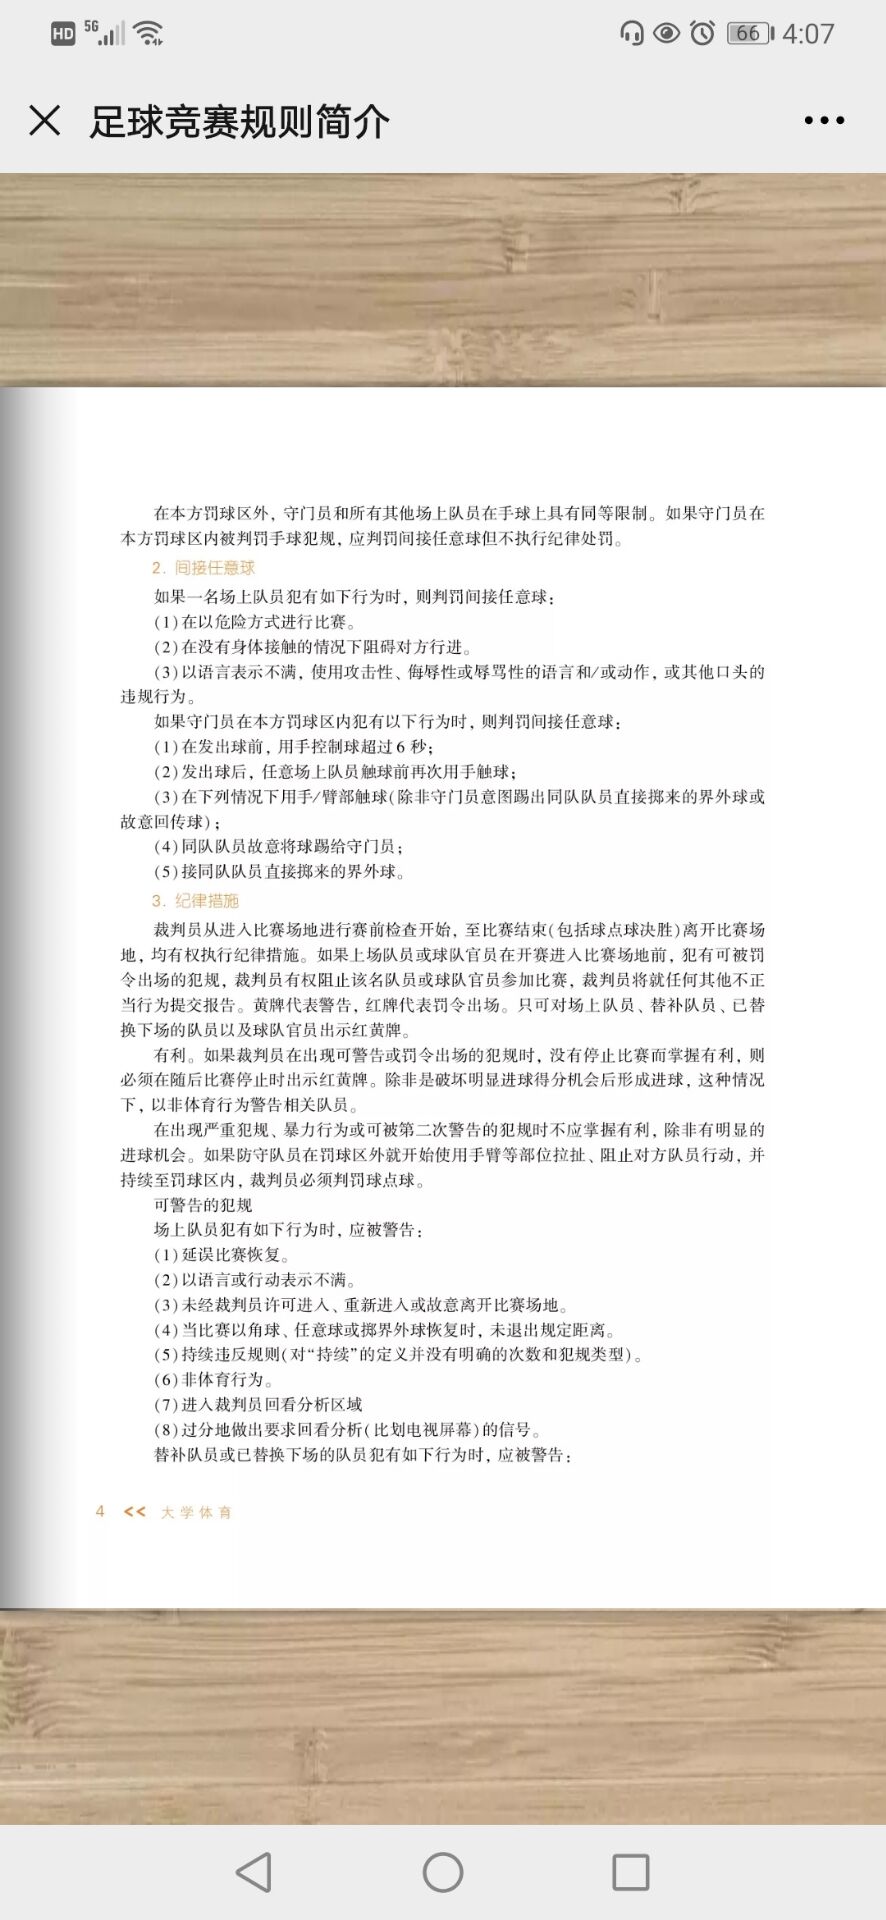 HD 5G 66 4:07
足球竞赛规则简介
在本方罚球区外，守门员和所有其他场上队员在手球上具有同等限制。如果守门员在
本方罚球区内被判罚手球犯规，应判罚间接任意球但不执行纪律处罚。
2. 间接任意球
如果一名场上队员犯有如下行为时，则判罚间接任意球：
(1)在以危险方式进行比赛。
(2)在没有身体接触的情况下阻碍对方行进。
(3)以语言表示不满，使用攻击性、侮辱性或辱骂性的语言和/或动作，或其他口头的
违规行为。
如果守门员在本方罚球区内犯有以下行为时，则判罚间接任意球：
(1)在发出球前，用手控制球超过6秒；
(2)发出球后，任意场上队员触球前再次用手触球；
(3)在下列情况下用手/臂部触球(除非守门员意图踢出同队队员直接掷来的界外球或
故意回传球)；
(4)同队队员故意将球踢给守门员；
(5)接同队队员直接掷来的界外球。
3. 纪律措施
裁判员从进入比赛场地进行赛前检查开始，至比赛结束(包括球点球决胜)离开比赛场
地，均有权执行纪律措施。如果上场队员或球队官员在开赛进入比赛场地前，犯有可被罚
令出场的犯规，裁判员有权阻止该名队员或球队官员参加比赛，裁判员将就任何其他不正
当行为提交报告。黄牌代表警告，红牌代表罚令出场。只可对场上队员、替补队员、已替
换下场的队员以及球队官员出示红黄牌。
有利。如果裁判员在出现可警告或罚令出场的犯规时，没有停止比赛而掌握有利，则
必须在随后比赛停止时出示红黄牌。除非是破坏明显进球得分机会后形成进球，这种情况
下，以非体育行为警告相关队员。
在出现严重犯规、暴力行为或可被第二次警告的犯规时不应掌握有利，除非有明显的
进球机会。如果防守队员在罚球区外就开始使用手臂等部位拉扯、阻止对方队员行动，并
持续至罚球区内，裁判员必须判罚球点球。
可警告的犯规
场上队员犯有如下行为时，应被警告：
(1)延误比赛恢复。
(2)以语言或行动表示不满。
(3)未经裁判员许可进入、重新进入或故意离开比赛场地。
(4)当比赛以角球、任意球或掷界外球恢复时，未退出规定距离。
(5)持续违反规则(对“持续”的定义并没有明确的次数和犯规类型)。
(6)非体育行为。
(7)进入裁判员回看分析区域
(8)过分地做出要求回看分析(比划电视屏幕)的信号。
替补队员或已替换下场的队员犯有如下行为时，应被警告：
4 << 大学体育